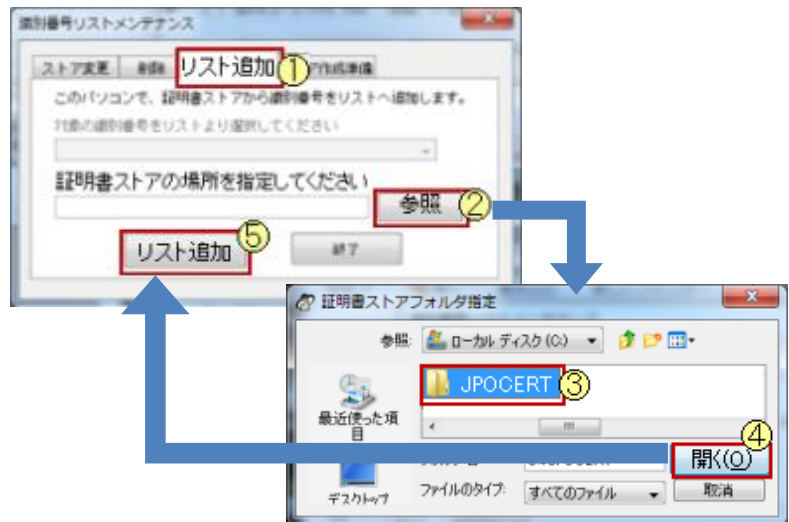 識別番号リストメンテナンス
ストア変更 削除 リスト追加 ①
このパソコンで、証明書ストアから識別番号をリストへ追加します。
対象の識別番号をリストより選択してください
証明書ストアの場所を指定してください
参照 ②
リスト追加 ⑤ 終了
証明書ストアフォルダ指定
参照: ローカル ディスク (C:)
JPOCERT ③
最近使った項目
開く(O) ④
デスクトップ
ファイルのタイプ: すべてのファイル 取消